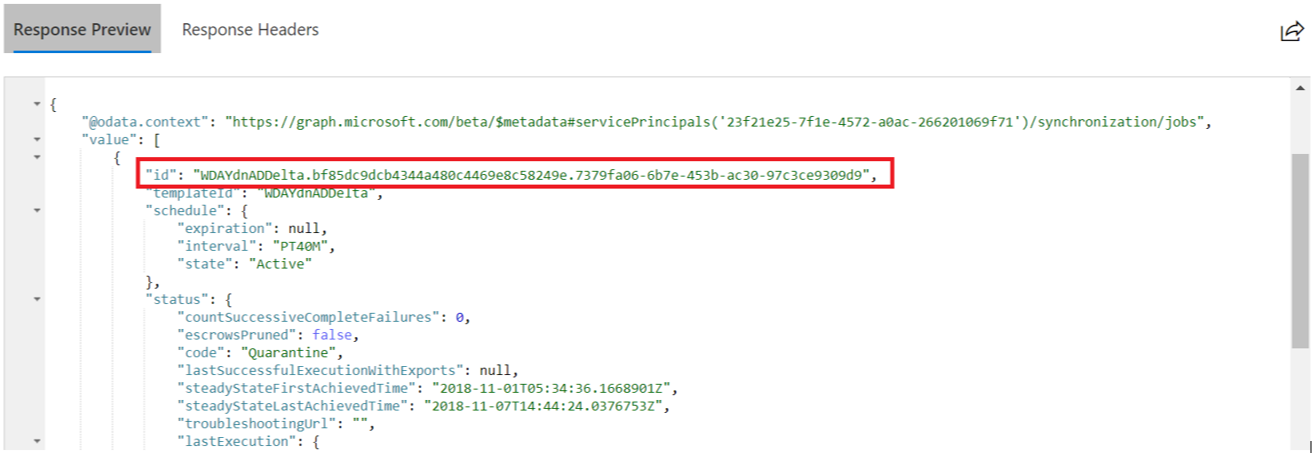 Response Preview Response Headers
{
"@odata.context": "https://graph.microsoft.com/beta/$metadata#servicePrincipals('23f21e25-7f1e-4572-a0ac-266201069f71')/synchronization/jobs",
"value": [
{
"id": "WDAYdnADDelta.bf85dc9dcb4344a480c4469e8c58249e.7379fa06-6b7e-453b-ac30-97c3ce9309d9",
"templateId": "WDAYdnADDelta",
"schedule": {
"expiration": null,
"interval": "PT40M",
"state": "Active"
},
"status": {
"countSuccessiveCompleteFailures": 0,
"escrowsPruned": false,
"code": "Quarantine",
"lastSuccessfulExecutionWithExports": null,
"steadyStateFirstAchievedTime": "2018-11-01T05:34:36.1668901Z",
"steadyStateLastAchievedTime": "2018-11-07T14:44:24.0376753Z",
"troubleshootingUrl": "",
"lastExecution": {